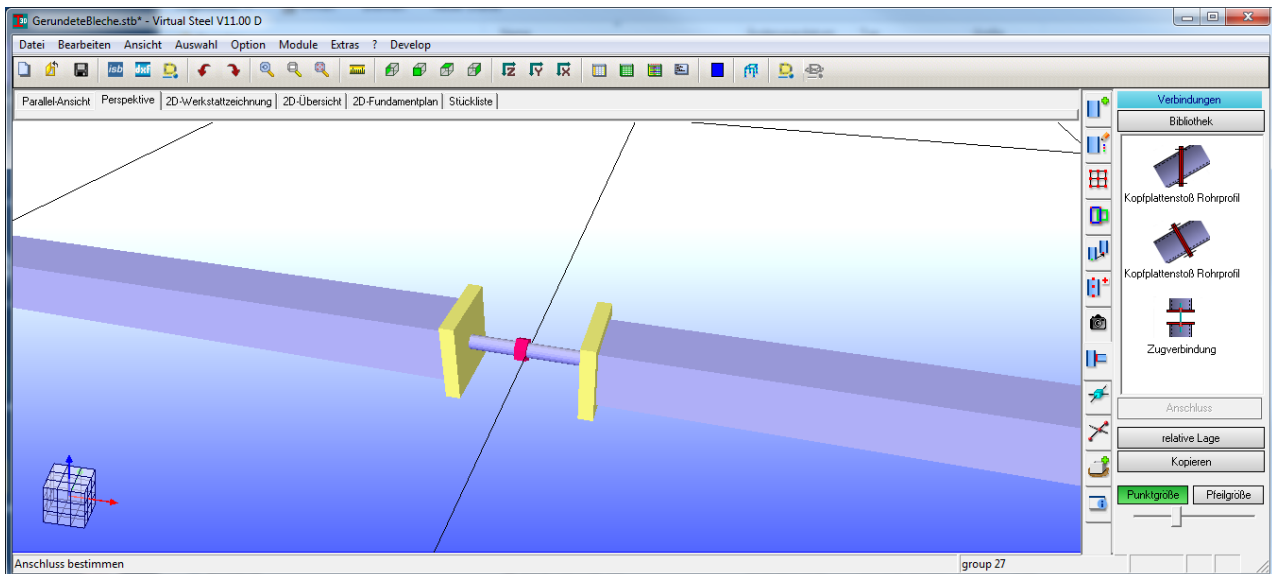 GerundeteBleche.stb* - Virtual Steel V11.00 D
Datei Bearbeiten Ansicht Auswahl Option Module Extras ? Develop
isb dxf Z Y X
Parallel-Ansicht Perspektive 2D-Werkstattzeichnung 2D-Übersicht 2D-Fundamentplan Stückliste
Verbindungen
Bibliothek
Kopfplattenstoß Rohrprofil
Kopfplattenstoß Rohrprofil
Zugverbindung
Anschluss
relative Lage
Kopieren
Punktgröße Pfeilgröße
Anschluss bestimmen
group 27